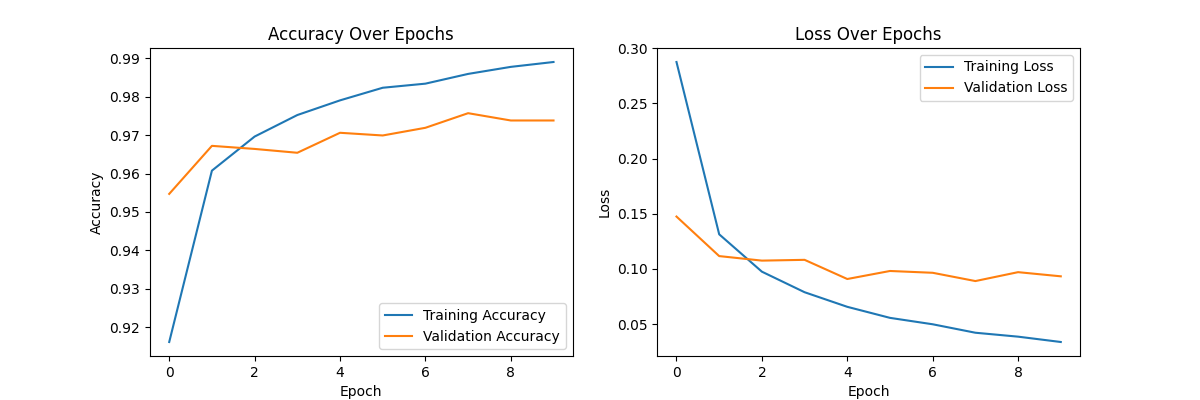 Accuracy Over Epochs
0.99
0.98
0.97
0.96
0.95
0.94
0.93
0.92
Accuracy
Training Accuracy
Validation Accuracy
0 2 4 6 8
Epoch
Loss Over Epochs
0.30
0.25
0.20
0.15
0.10
0.05
Loss
Training Loss
Validation Loss
0 2 4 6 8
Epoch